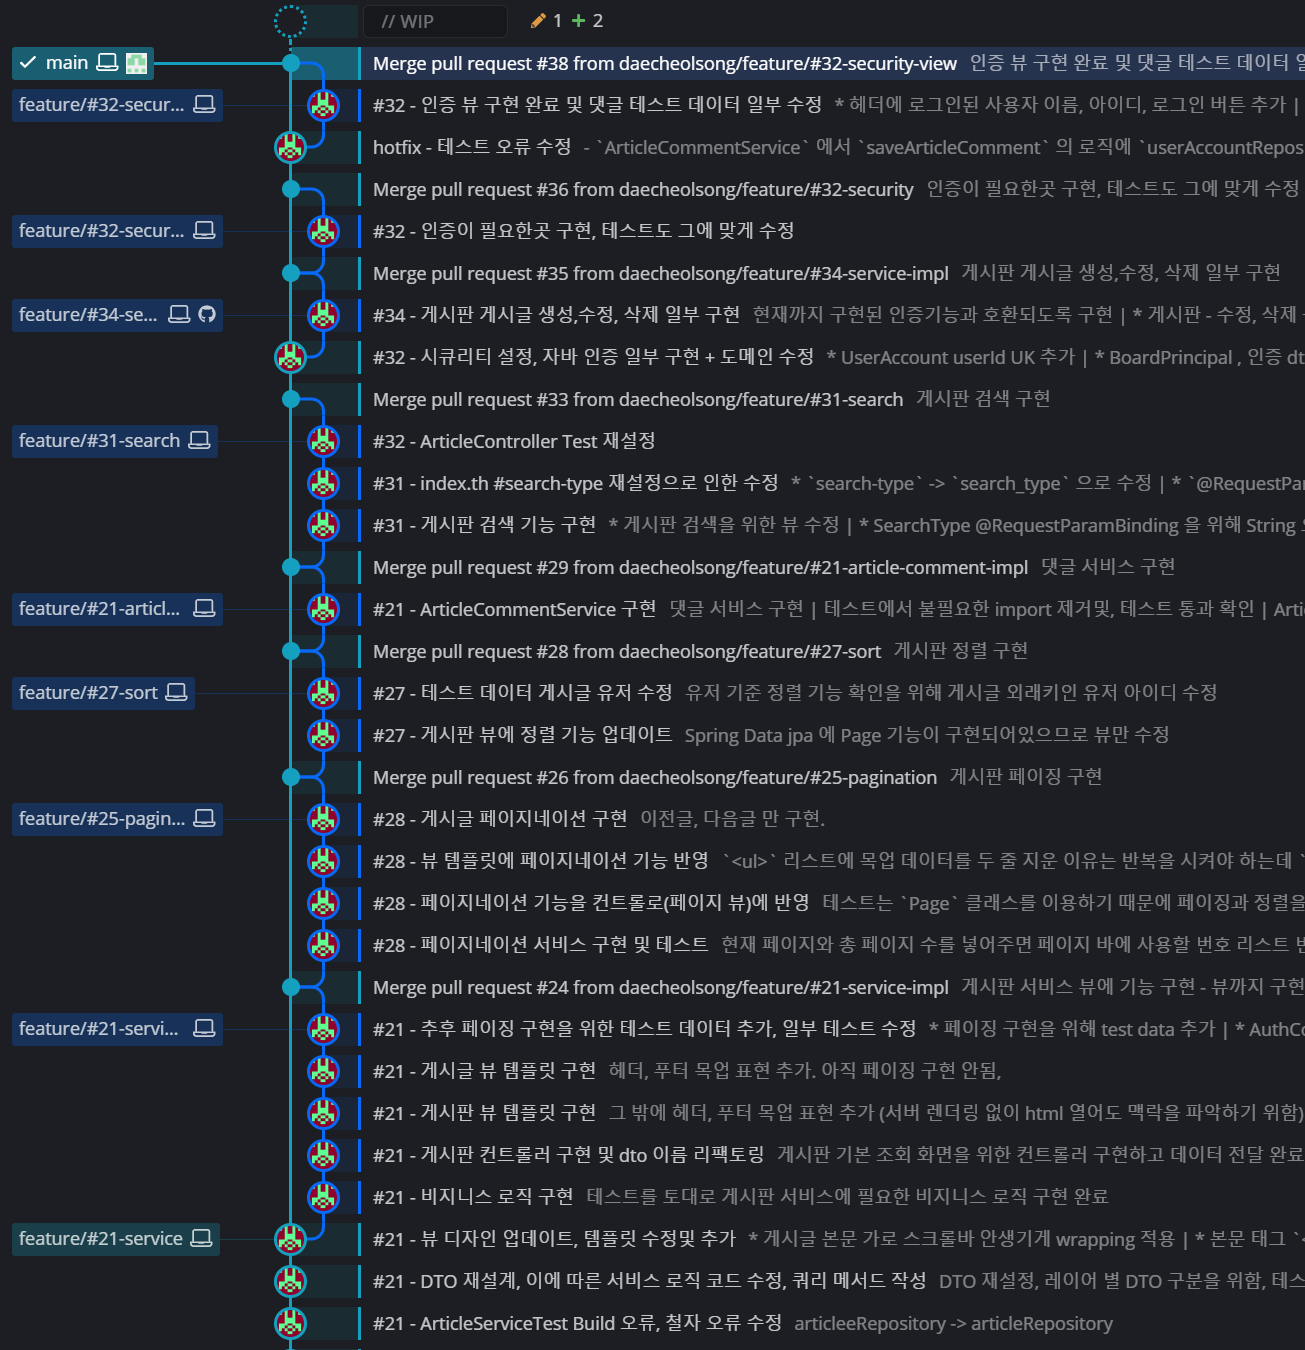 // WIP 1 + 2
main Merge pull request #38 from daecheolsong/feature/#32-security-view 인증 뷰 구현 완료 및 댓글 테스트 데이터
feature/#32-secur... #32 - 인증 뷰 구현 완료 및 댓글 테스트 데이터 일부 수정 * 헤더에 로그인된 사용자 이름, 아이디, 로그인 버튼 추가 |
hotfix - 테스트 오류 수정 - `ArticleCommentService` 에서 `saveArticleComment` 의 로직에 `userAccountRepos
Merge pull request #36 from daecheolsong/feature/#32-security 인증이 필요한곳 구현, 테스트도 그에 맞게 수정
feature/#32-secur... #32 - 인증이 필요한곳 구현, 테스트도 그에 맞게 수정
Merge pull request #35 from daecheolsong/feature/#34-service-impl 게시판 게시글 생성,수정, 삭제 일부 구현
feature/#34-se... #34 - 게시판 게시글 생성,수정, 삭제 일부 구현 현재까지 구현된 인증기능과 호환되도록 구현 | * 게시판 - 수정, 삭제
#32 - 시큐리티 설정, 자바 인증 일부 구현 + 도메인 수정 * UserAccount userId UK 추가 | * BoardPrincipal , 인증 dt
Merge pull request #33 from daecheolsong/feature/#31-search 게시판 검색 구현
feature/#31-search #32 - ArticleController Test 재설정
#31 - index.th #search-type 재설정으로 인한 수정 * `search-type` -> `search_type` 으로 수정 | * `@RequestPar
#31 - 게시판 검색 기능 구현 * 게시판 검색을 위한 뷰 수정 | * SearchType @RequestParamBinding 을 위해 String
Merge pull request #29 from daecheolsong/feature/#21-article-comment-impl 댓글 서비스 구현
feature/#21-articl... #21 - ArticleCommentService 구현 댓글 서비스 구현 | 테스트에서 불필요한 import 제거및, 테스트 통과 확인 | Artic
Merge pull request #28 from daecheolsong/feature/#27-sort 게시판 정렬 구현
feature/#27-sort #27 - 테스트 데이터 게시글 유저 수정 유저 기준 정렬 기능 확인을 위해 게시글 외래키인 유저 아이디 수정
#27 - 게시판 뷰에 정렬 기능 업데이트 Spring Data jpa 에 Page 기능이 구현되어있으므로 뷰만 수정
Merge pull request #26 from daecheolsong/feature/#25-pagination 게시판 페이징 구현
feature/#25-pagin... #28 - 게시글 페이지네이션 구현 이전글, 다음글 만 구현.
#28 - 뷰 템플릿에 페이지네이션 기능 반영 `<ul>` 리스트에 목업 데이터를 두 줄 지운 이유는 반복을 시켜야 하는데 `
#28 - 페이지네이션 기능을 컨트롤로(페이지 뷰)에 반영 테스트는 `Page` 클래스를 이용하기 때문에 페이징과 정렬을
#28 - 페이지네이션 서비스 구현 및 테스트 현재 페이지와 총 페이지 수를 넣어주면 페이지 바에 사용할 번호 리스트
Merge pull request #24 from daecheolsong/feature/#21-service-impl 게시판 서비스 뷰에 기능 구현 - 뷰까지 구현
feature/#21-servi... #21 - 추후 페이징 구현을 위한 테스트 데이터 추가, 일부 테스트 수정 * 페이징 구현을 위해 test data 추가 | * AuthCo
#21 - 게시글 뷰 템플릿 구현 헤더, 푸터 목업 표현 추가. 아직 페이징 구현 안됨,
#21 - 게시판 뷰 템플릿 구현 그 밖에 헤더, 푸터 목업 표현 추가 (서버 렌더링 없이 html 열어도 맥락을 파악하기 위함)
#21 - 게시판 컨트롤러 구현 및 dto 이름 리팩토링 게시판 기본 조회 화면을 위한 컨트롤러 구현하고 데이터 전달 완료
#21 - 비지니스 로직 구현 테스트를 토대로 게시판 서비스에 필요한 비지니스 로직 구현 완료
feature/#21-service #21 - 뷰 디자인 업데이트, 템플릿 수정및 추가 * 게시글 본문 가로 스크롤바 안생기게 wrapping 적용 | * 본문 태그 `<
#21 - DTO 재설계, 이에 따른 서비스 로직 코드 수정, 쿼리 메서드 작성 DTO 재설정, 레이어 별 DTO 구분을 위함, 테스
#21 - ArticleServiceTest Build 오류, 철자 오류 수정 articleeRepository -> articleRepository